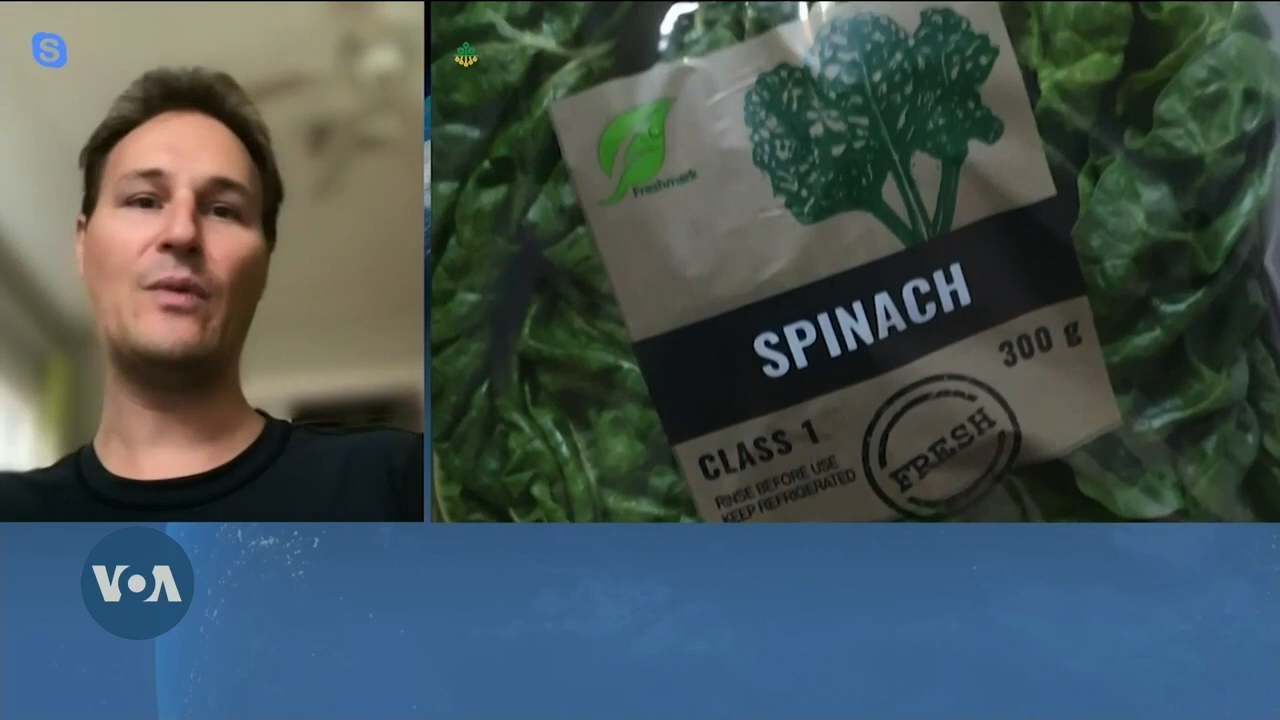 S
Freshmark
SPINACH
300 g
CLASS 1
RINSE BEFORE USE
KEEP REFRIGERATED
FRESH
VOA